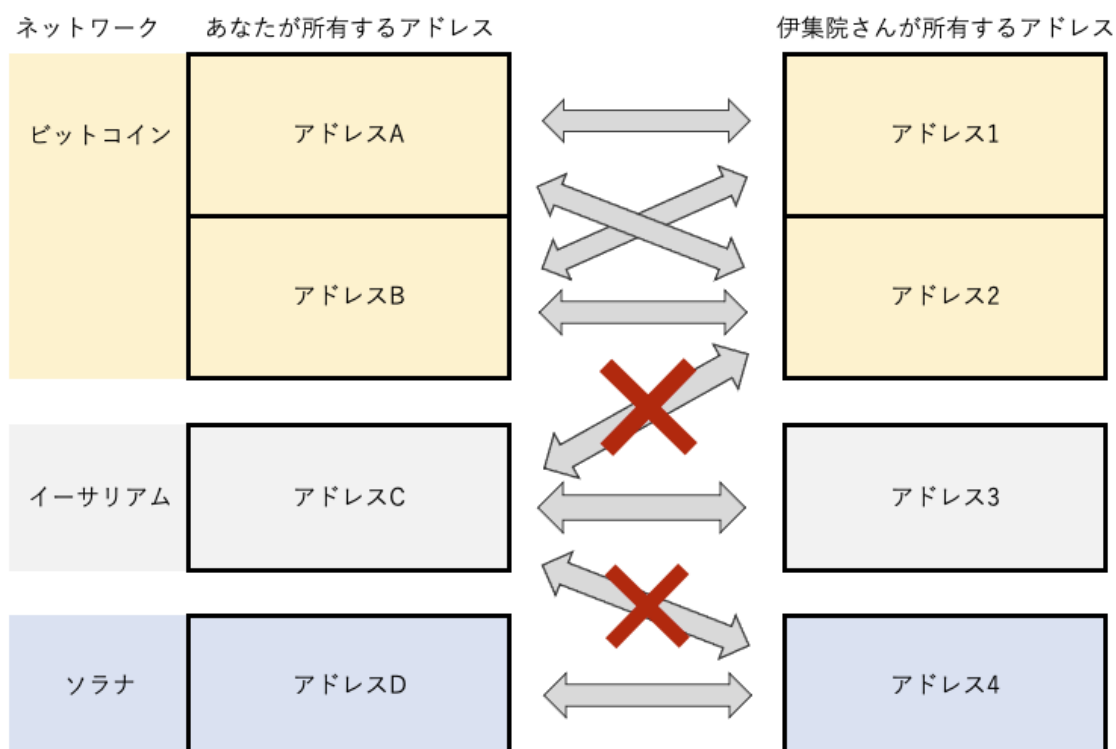 ネットワーク
あなたが所有するアドレス
伊集院さんが所有するアドレス
ビットコイン
アドレスA
アドレス1
アドレスB
アドレス2
イーサリアム
アドレスC
アドレス3
ソラナ
アドレスD
アドレス4